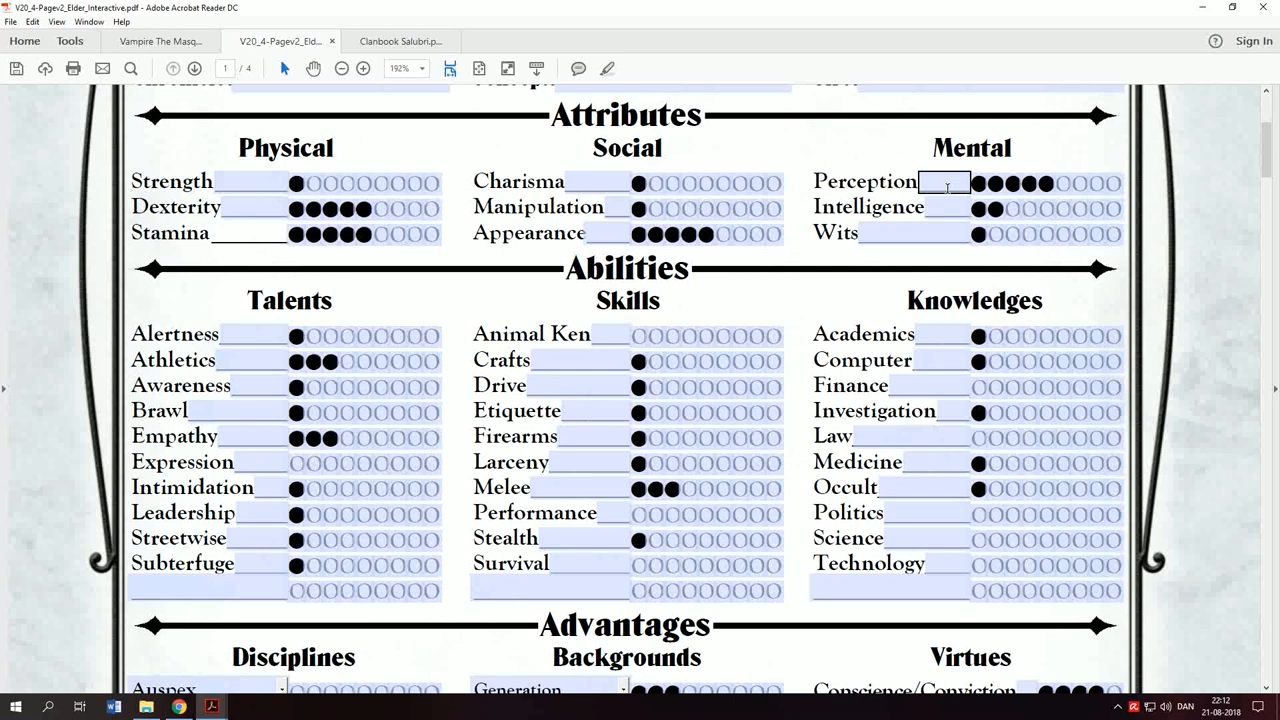 V20_4-Pagev2_Elder_Interactive.pdf - Adobe Acrobat Reader DC
File Edit View Window Help
Home Tools Vampire The Masq... V20_4-Pagev2_Eld... × Clanbook Salubri.p... Sign In
1 / 4 192%
Attributes
Physical Social Mental
Strength Charisma Perception
Dexterity Manipulation Intelligence
Stamina Appearance Wits
Abilities
Talents Skills Knowledges
Alertness Animal Ken Academics
Athletics Crafts Computer
Awareness Drive Finance
Brawl Etiquette Investigation
Empathy Firearms Law
Expression Larceny Medicine
Intimidation Melee Occult
Leadership Performance Politics
Streetwise Stealth Science
Subterfuge Survival Technology
Advantages
Disciplines Backgrounds Virtues
Auspex Generation Conscience/Conviction
DAN 22:12
21-08-2018